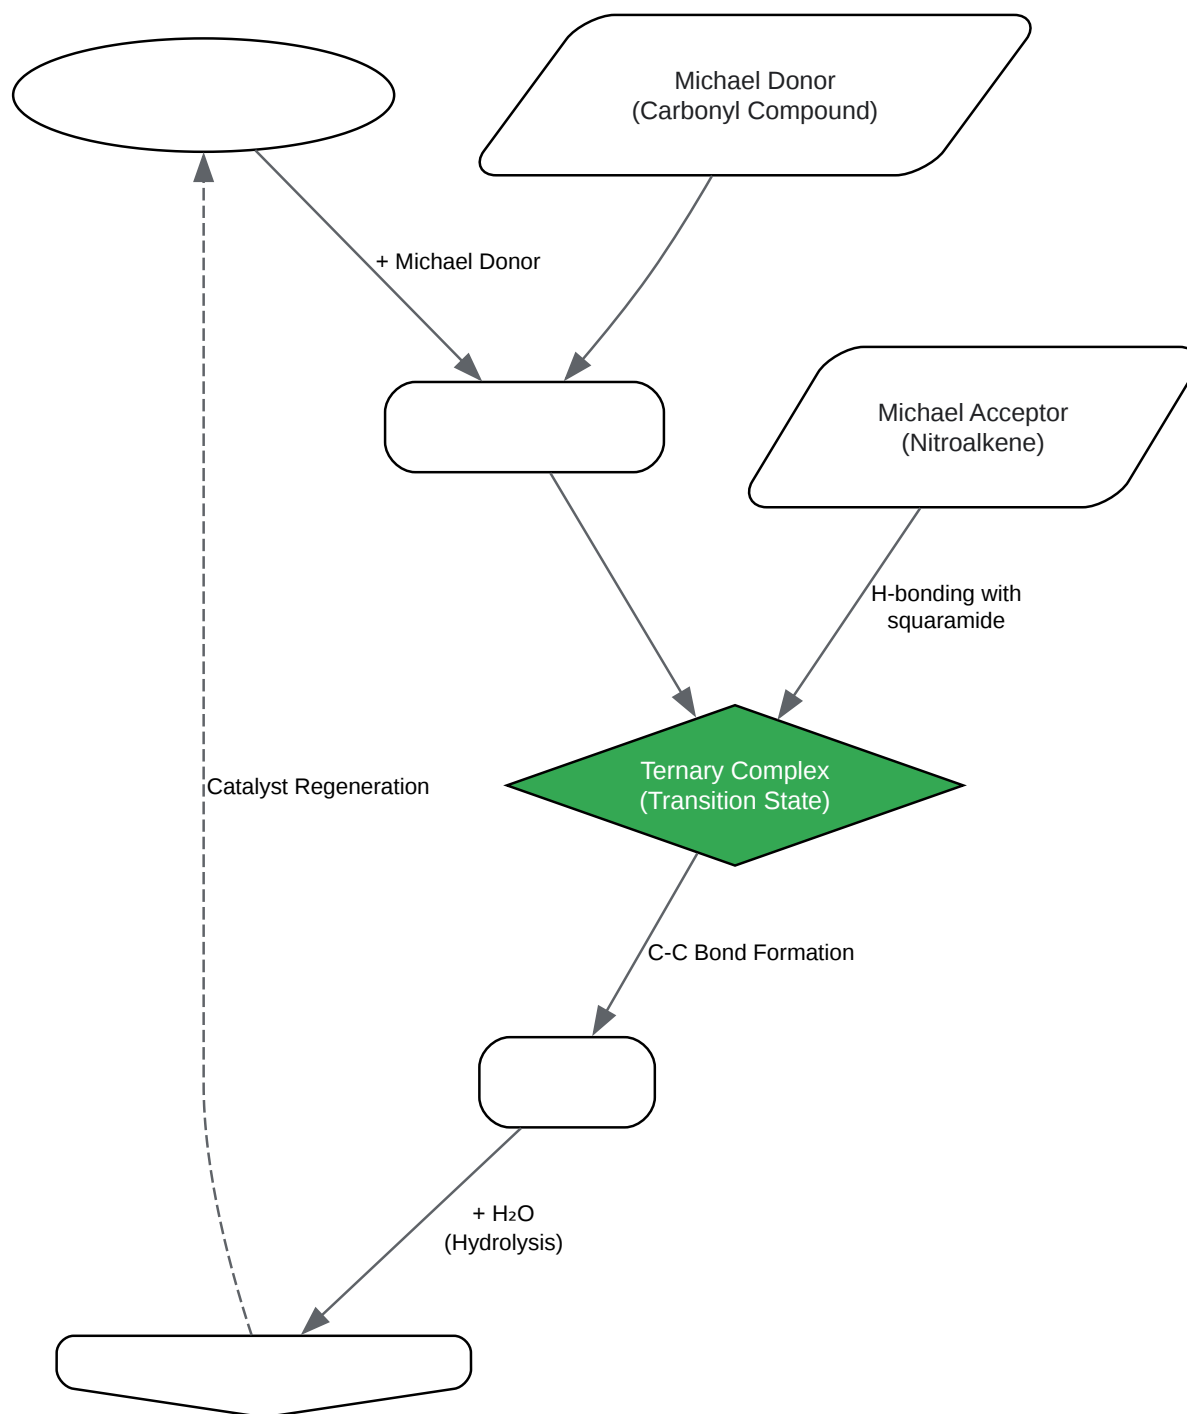 Michael Donor
(Carbonyl Compound)
+ Michael Donor
Michael Acceptor
(Nitroalkene)
H-bonding with
squaramide
Ternary Complex
(Transition State)
Catalyst Regeneration
C-C Bond Formation
+ H₂O
(Hydrolysis)